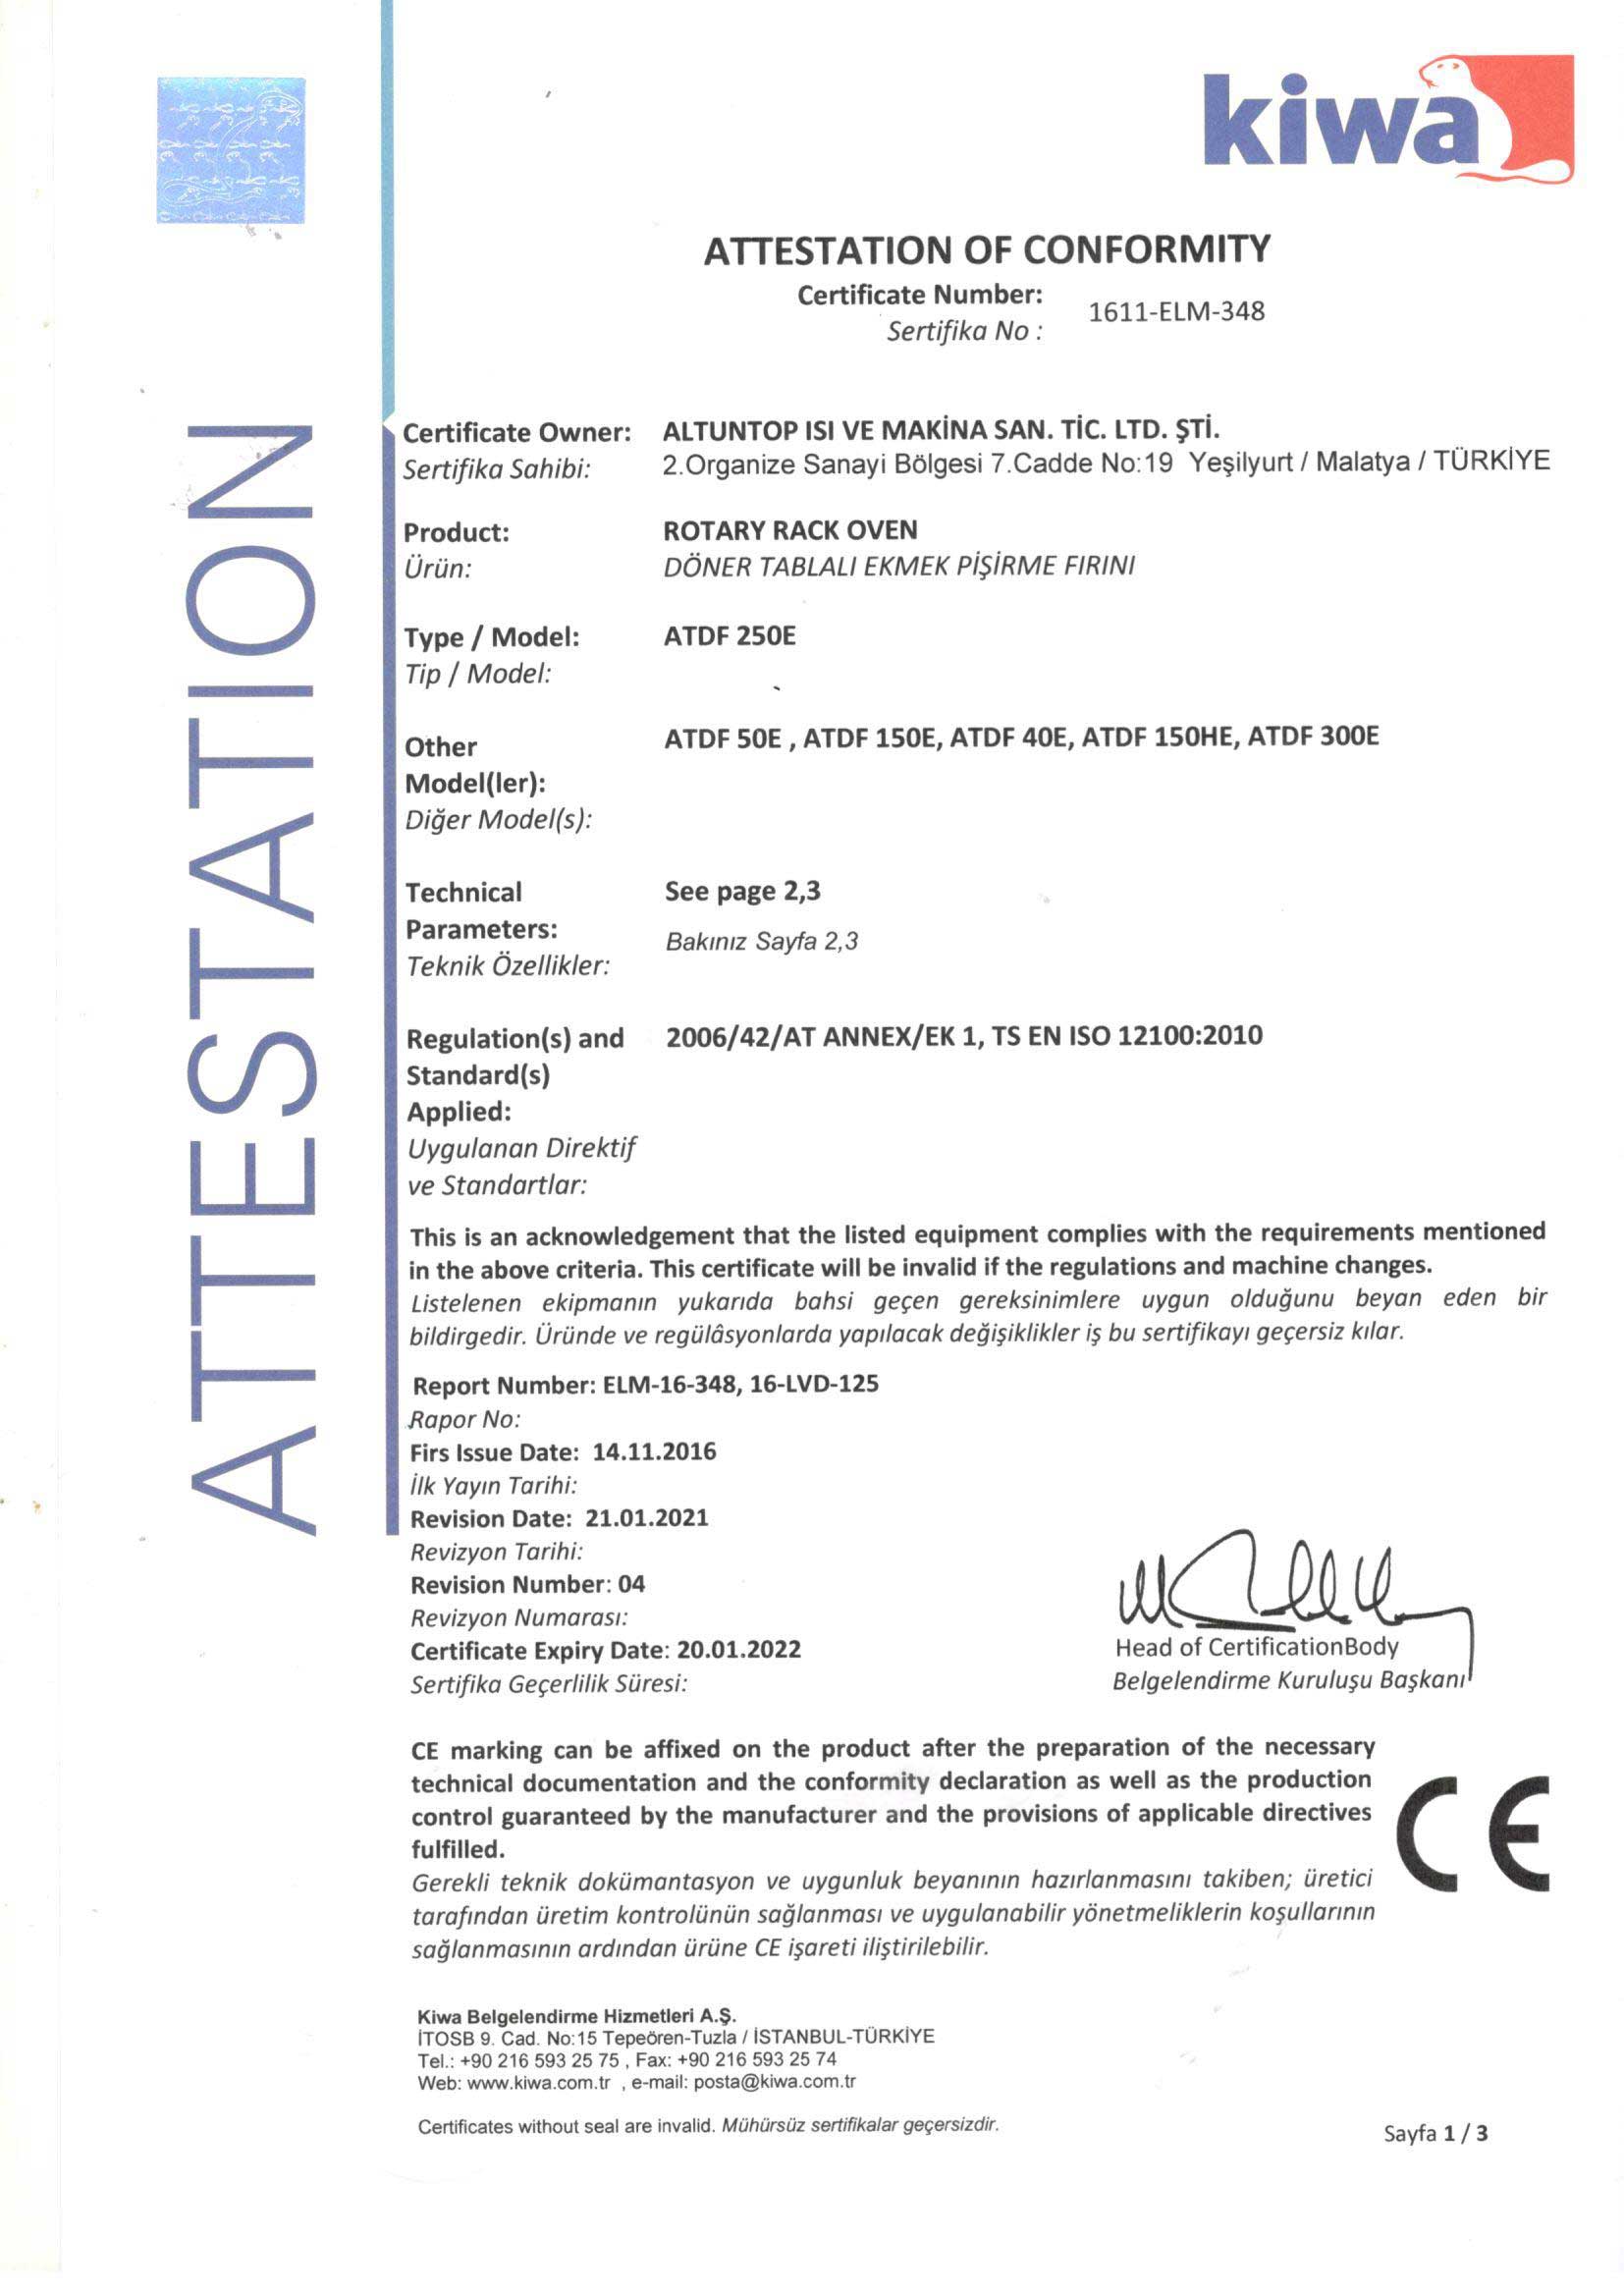 kiwa
ATTESTATION
ATTESTATION OF CONFORMITY
Certificate Number:
Sertifika No :
1611-ELM-348
Certificate Owner: ALTUNTOP ISI VE MAKİNA SAN. TİC. LTD. ŞTİ.
Sertifika Sahibi: 2.Organize Sanayi Bölgesi 7.Cadde No:19 Yeşilyurt / Malatya / TÜRKİYE
Product: ROTARY RACK OVEN
Ürün: DÖNER TABLALI EKMEK PİŞİRME FIRINI
Type / Model: ATDF 250E
Tip / Model:
Other ATDF 50E , ATDF 150E, ATDF 40E, ATDF 150HE, ATDF 300E
Model(ler):
Diğer Model(s):
Technical See page 2,3
Parameters:
Bakınız Sayfa 2,3
Teknik Özellikler:
Regulation(s) and 2006/42/AT ANNEX/EK 1, TS EN ISO 12100:2010
Standard(s)
Applied:
Uygulanan Direktif
ve Standartlar:
This is an acknowledgement that the listed equipment complies with the requirements mentioned
in the above criteria. This certificate will be invalid if the regulations and machine changes.
Listelenen ekipmanın yukarıda bahsi geçen gereksinimlere uygun olduğunu beyan eden bir
bildirgedir. Üründe ve regülâsyonlarda yapılacak değişiklikler iş bu sertifikayı geçersiz kılar.
Report Number: ELM-16-348, 16-LVD-125
Rapor No:
Firs Issue Date: 14.11.2016
İlk Yayın Tarihi:
Revision Date: 21.01.2021
Revizyon Tarihi:
Revision Number: 04
Revizyon Numarası:
Certificate Expiry Date: 20.01.2022
Sertifika Geçerlilik Süresi:
Head of CertificationBody
Belgelendirme Kuruluşu Başkanı
CE marking can be affixed on the product after the preparation of the necessary
technical documentation and the conformity declaration as well as the production
control guaranteed by the manufacturer and the provisions of applicable directives
fulfilled.
Gerekli teknik dokümantasyon ve uygunluk beyanının hazırlanmasını takiben; üretici
tarafından üretim kontrolünün sağlanması ve uygulanabilir yönetmeliklerin koşullarının
sağlanmasının ardından ürüne CE işareti iliştirilebilir.
CE
Kiwa Belgelendirme Hizmetleri A.Ş.
İTOSB 9. Cad. No:15 Tepeören-Tuzla / İSTANBUL-TÜRKİYE
Tel.: +90 216 593 25 75 , Fax: +90 216 593 25 74
Web: www.kiwa.com.tr , e-mail: posta@kiwa.com.tr
Certificates without seal are invalid. Mühürsüz sertifikalar geçersizdir.
Sayfa 1 / 3